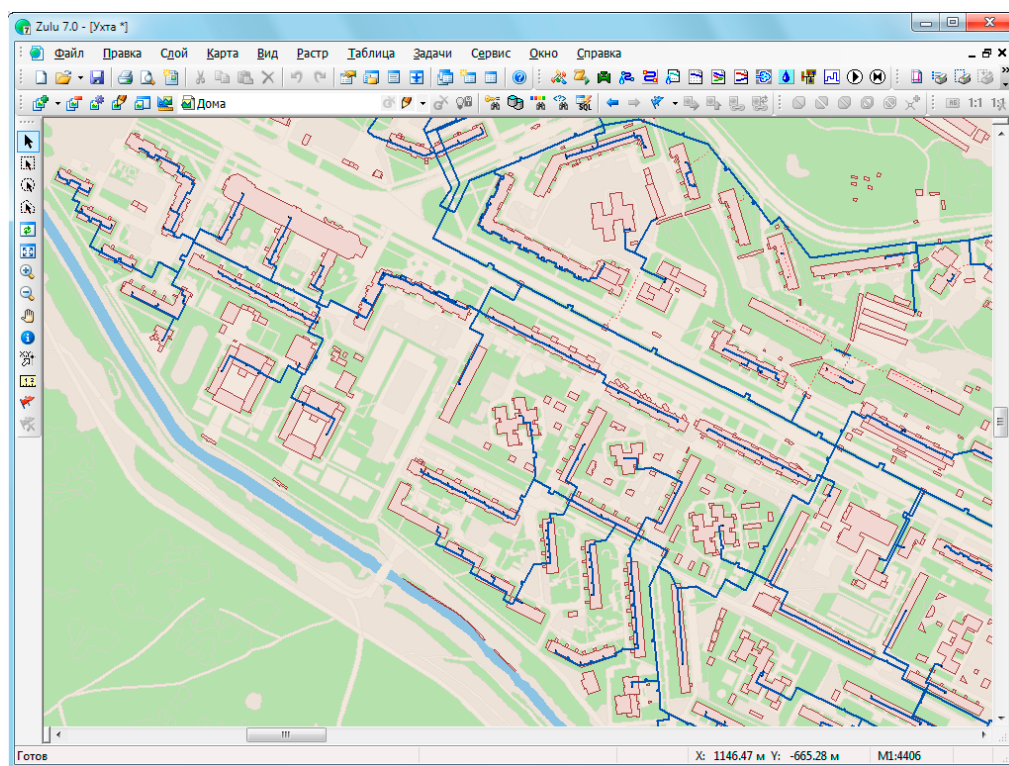 Zulu 7.0 - [Ухта *]
Файл Правка Слой Карта Вид Растр Таблица Задачи Сервис Окно Справка
Дома
SQL
1:1
Готов
X: 1146.47 м Y: -665.28 м M1:4406